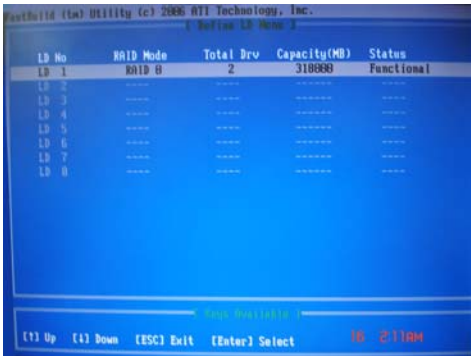 FastBuild (tm) Utility (c) 2006 ATI Technology, Inc.
[ Define LD Menu ]
LD No RAID Mode Total Drv Capacity(MB) Status
LD 1 RAID 0 2 318000 Functional
LD 2 ---- ---- ------ ----
LD 3 ---- ---- ------ ----
LD 4 ---- ---- ------ ----
LD 5 ---- ---- ------ ----
LD 6 ---- ---- ------ ----
LD 7 ---- ---- ------ ----
LD 8 ---- ---- ------ ----
[ Keys Available ]
[↑] Up [↓] Down [ESC] Exit [Enter] Select
16 2:11AM